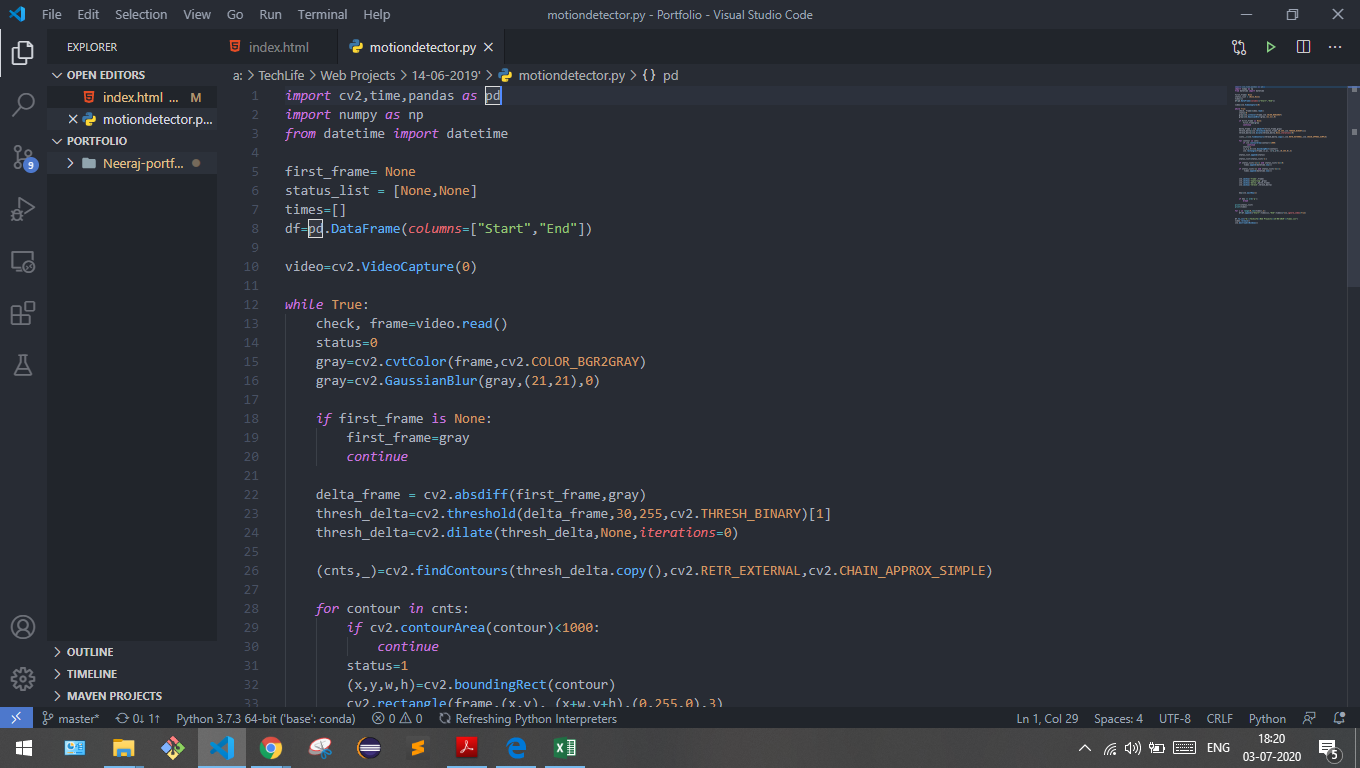 File Edit Selection View Go Run Terminal Help motiondetector.py - Portfolio - Visual Studio Code
EXPLORER
index.html
motiondetector.py
OPEN EDITORS
index.html ... M
motiondetector.p...
PORTFOLIO
Neeraj-portf...
9
OUTLINE
TIMELINE
MAVEN PROJECTS
a: > TechLife > Web Projects > 14-06-2019' > motiondetector.py > {} pd
1 import cv2,time,pandas as pd
2 import numpy as np
3 from datetime import datetime
4
5 first_frame= None
6 status_list = [None,None]
7 times=[]
8 df=pd.DataFrame(columns=["Start","End"])
9
10 video=cv2.VideoCapture(0)
11
12 while True:
13     check, frame=video.read()
14     status=0
15     gray=cv2.cvtColor(frame,cv2.COLOR_BGR2GRAY)
16     gray=cv2.GaussianBlur(gray,(21,21),0)
17
18     if first_frame is None:
19         first_frame=gray
20         continue
21
22     delta_frame = cv2.absdiff(first_frame,gray)
23     thresh_delta=cv2.threshold(delta_frame,30,255,cv2.THRESH_BINARY)[1]
24     thresh_delta=cv2.dilate(thresh_delta,None,iterations=0)
25
26     (cnts,_)=cv2.findContours(thresh_delta.copy(),cv2.RETR_EXTERNAL,cv2.CHAIN_APPROX_SIMPLE)
27
28     for contour in cnts:
29         if cv2.contourArea(contour)<1000:
30             continue
31         status=1
32         (x,y,w,h)=cv2.boundingRect(contour)
33         cv2.rectangle(frame,(x,y), (x+w,y+h),(0,255,0),3)
master* 0↓ 1↑ Python 3.7.3 64-bit ('base': conda) 0 0 Refreshing Python Interpreters Ln 1, Col 29 Spaces: 4 UTF-8 CRLF Python
ENG 18:20
03-07-2020
5